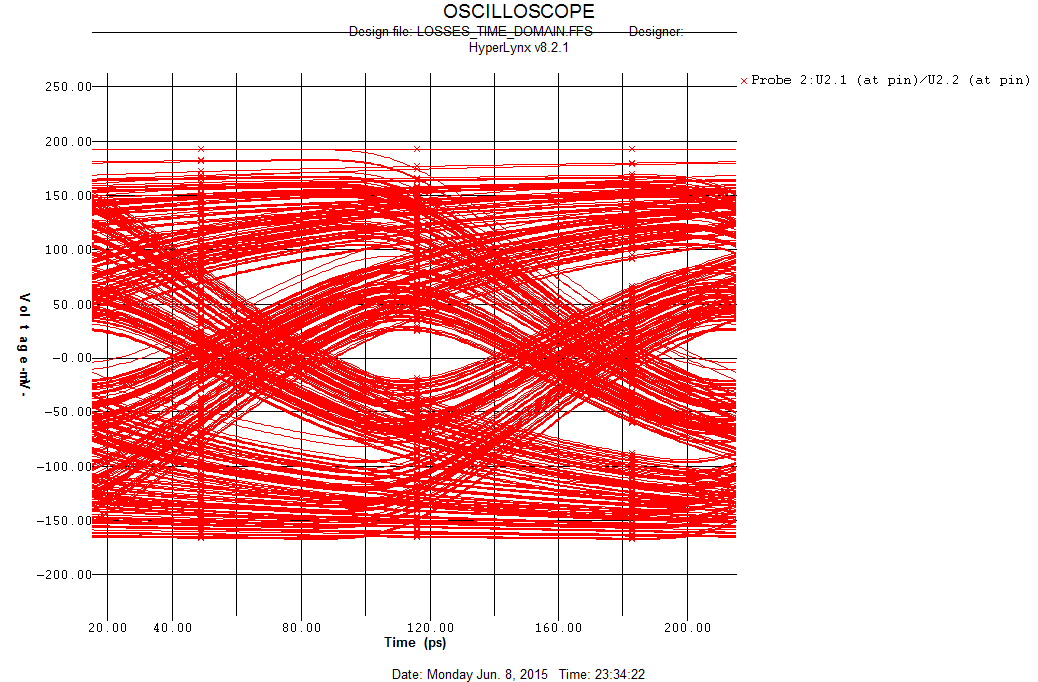 OSCILLOSCOPE
Design file: LOSSES_TIME_DOMAIN.FFS Designer:
HyperLynx v8.2.1
× Probe 2:U2.1 (at pin)/U2.2 (at pin)
250.00
200.00
150.00
100.00
50.00
-0.00
-50.00
-100.00
-150.00
-200.00
Voltage -mV-
20.00 40.00 80.00 120.00 160.00 200.00
Time (ps)
Date: Monday Jun. 8, 2015 Time: 23:34:22